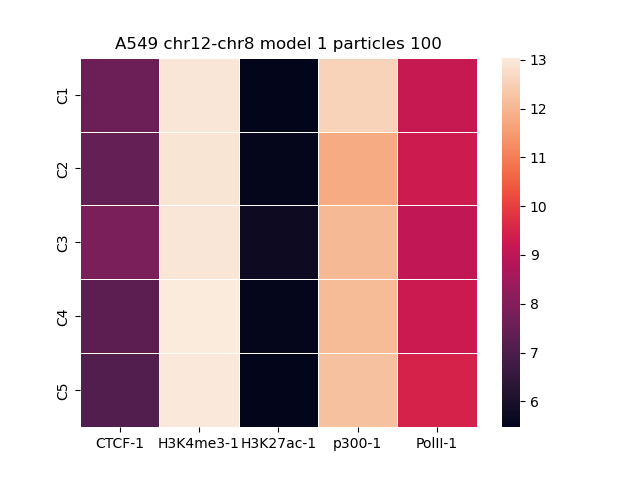 A549 chr12-chr8 model 1 particles 100
C1
C2
C3
C4
C5
CTCF-1 H3K4me3-1 H3K27ac-1 p300-1 PolII-1
13
12
11
10
9
8
7
6